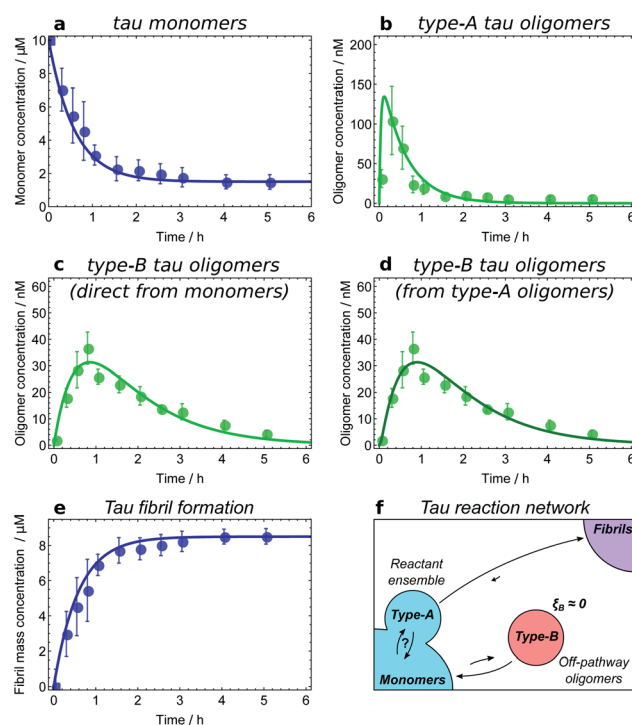 a tau monomers
Monomer concentration / μM
10
8
6
4
2
0
0 1 2 3 4 5 6
Time / h
b type-A tau oligomers
Oligomer concentration / nM
200
150
100
50
0
0 1 2 3 4 5 6
Time / h
c type-B tau oligomers
(direct from monomers)
Oligomer concentration / nM
60
50
40
30
20
10
0
0 1 2 3 4 5 6
Time / h
d type-B tau oligomers
(from type-A oligomers)
Oligomer concentration / nM
60
50
40
30
20
10
0
0 1 2 3 4 5 6
Time / h
e Tau fibril formation
Fibril mass concentration / μM
10
8
6
4
2
0
0 1 2 3 4 5 6
Time / h
f Tau reaction network
Fibrils
Reactant
ensemble
Type-A
ξB ≈ 0
?
Type-B
Monomers
Off-pathway
oligomers